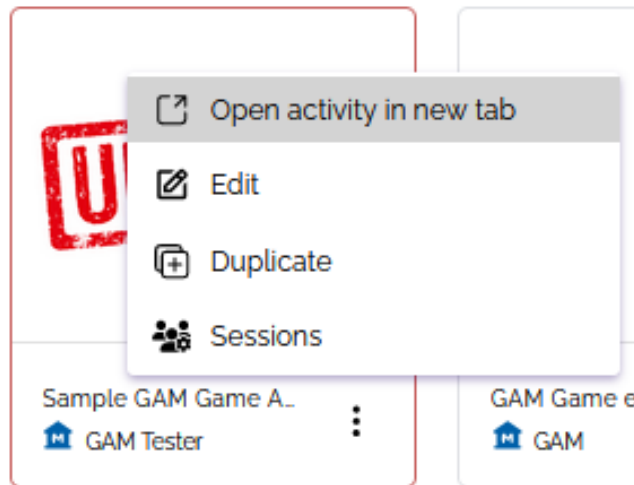 Open activity in new tab
U
Edit
Duplicate
Sessions
Sample GAM Game A...
GAM Tester
GAM Game e
M GAM